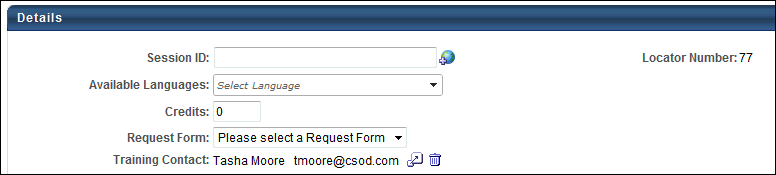 Details
Session ID:
Locator Number: 77
Available Languages: Select Language
Credits: 0
Request Form: Please select a Request Form
Training Contact: Tasha Moore tmoore@csod.com